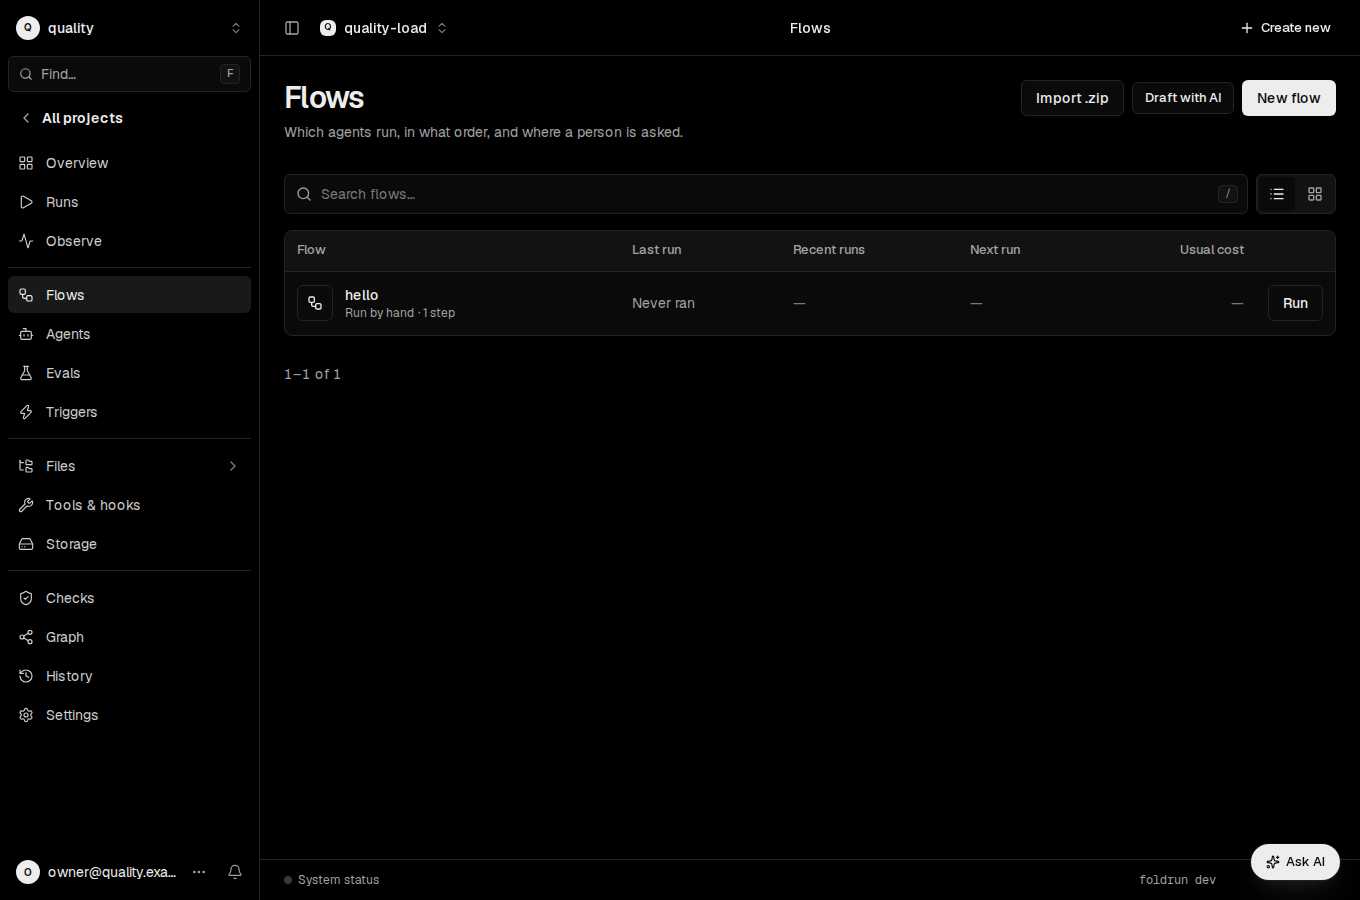 Q quality
Find… F
All projects
Overview
Runs
Observe
Flows
Agents
Evals
Triggers
Files
Tools & hooks
Storage
Checks
Graph
History
Settings
O owner@quality.exa…
Q quality-load
Flows
Create new
Flows
Import .zip
Draft with AI
New flow
Which agents run, in what order, and where a person is asked.
Search flows… /
Flow Last run Recent runs Next run Usual cost
hello
Run by hand · 1 step
Never ran — — — Run
1–1 of 1
System status
foldrun dev
Ask AI